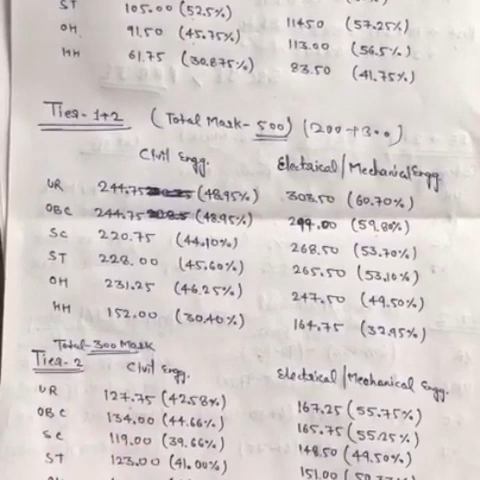 ST 105.00 (52.5%) 114.50 (57.25%)
OH 91.50 (45.75%) 113.00 (56.5%)
HH 61.75 (30.875%) 83.50 (41.75%)
Tier-1+2 (Total Mark-500) (200+300)
Civil Engg. Electrical/Mechanical Engg.
UR 244.75 (48.95%) 303.50 (60.70%)
OBC 244.75 (48.95%) 299.00 (59.80%)
SC 220.75 (44.10%) 268.50 (53.70%)
ST 228.00 (45.60%) 265.50 (53.10%)
OH 231.25 (46.25%) 247.50 (49.50%)
HH 152.00 (30.40%) 164.75 (32.95%)
Total-300 Mark
Tier-2 Civil Engg. Electrical/Mechanical Engg.
UR 127.75 (42.58%) 167.25 (55.75%)
OBC 134.00 (44.66%) 165.75 (55.25%)
SC 119.00 (39.66%) 148.50 (49.50%)
ST 123.00 (41.00%) 151.00